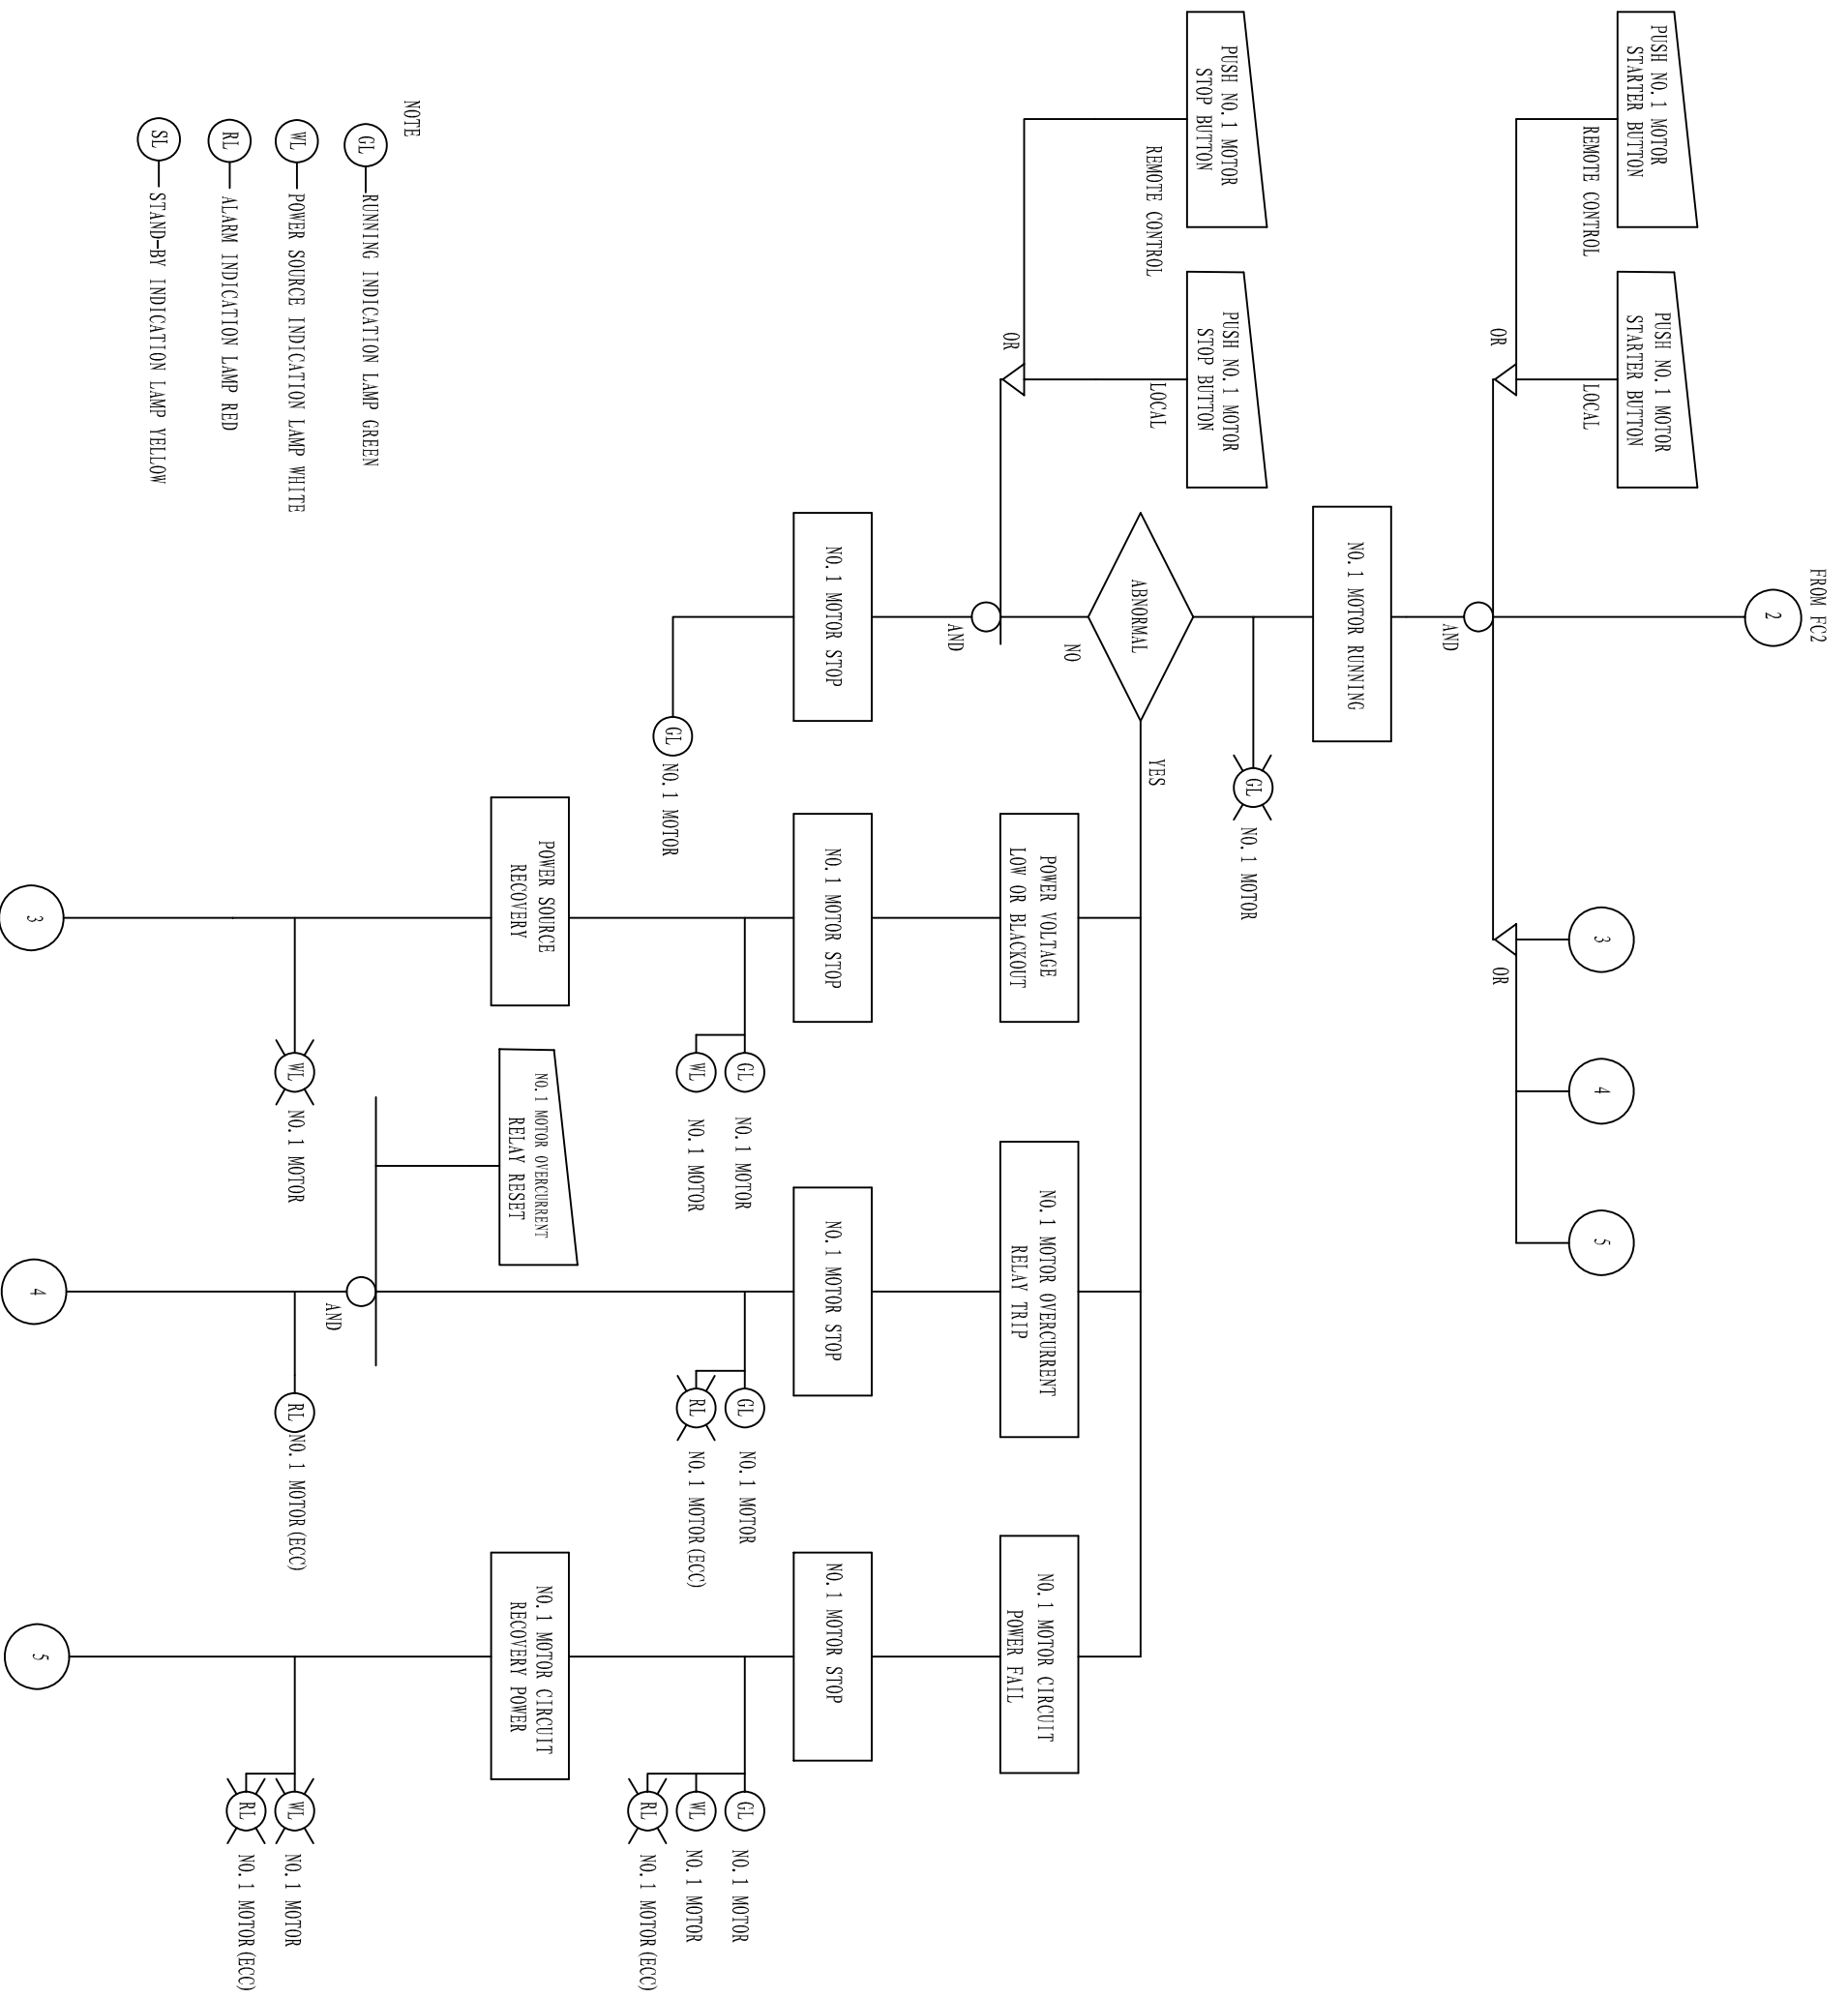 FROM FC2
2
PUSH NO.1 MOTOR
STARTER BUTTON
PUSH NO.1 MOTOR
STARTER BUTTON
REMOTE CONTROL
LOCAL
3
4
5
OR
OR
AND
NO.1 MOTOR RUNNING
GL
NO.1 MOTOR
PUSH NO.1 MOTOR
STOP BUTTON
PUSH NO.1 MOTOR
STOP BUTTON
REMOTE CONTROL
LOCAL
ABNORMAL
YES
NO
OR
AND
POWER VOLTAGE
LOW OR BLACKOUT
NO.1 MOTOR OVERCURRENT
RELAY TRIP
NO.1 MOTOR CIRCUIT
POWER FAIL
NO.1 MOTOR STOP
NO.1 MOTOR STOP
NO.1 MOTOR STOP
NO.1 MOTOR STOP
GL
NO.1 MOTOR
GL
NO.1 MOTOR
WL
NO.1 MOTOR
GL
NO.1 MOTOR
RL
NO.1 MOTOR(ECC)
GL
NO.1 MOTOR
WL
NO.1 MOTOR
RL
NO.1 MOTOR(ECC)
POWER SOURCE
RECOVERY
NO.1 MOTOR OVERCURRENT
RELAY RESET
NO.1 MOTOR CIRCUIT
RECOVERY POWER
AND
WL
NO.1 MOTOR
RL
NO.1 MOTOR(ECC)
WL
NO.1 MOTOR
RL
NO.1 MOTOR(ECC)
3
4
5
NOTE
GL RUNNING INDICATION LAMP GREEN
WL POWER SOURCE INDICATION LAMP WHITE
RL ALARM INDICATION LAMP RED
SL STAND-BY INDICATION LAMP YELLOW